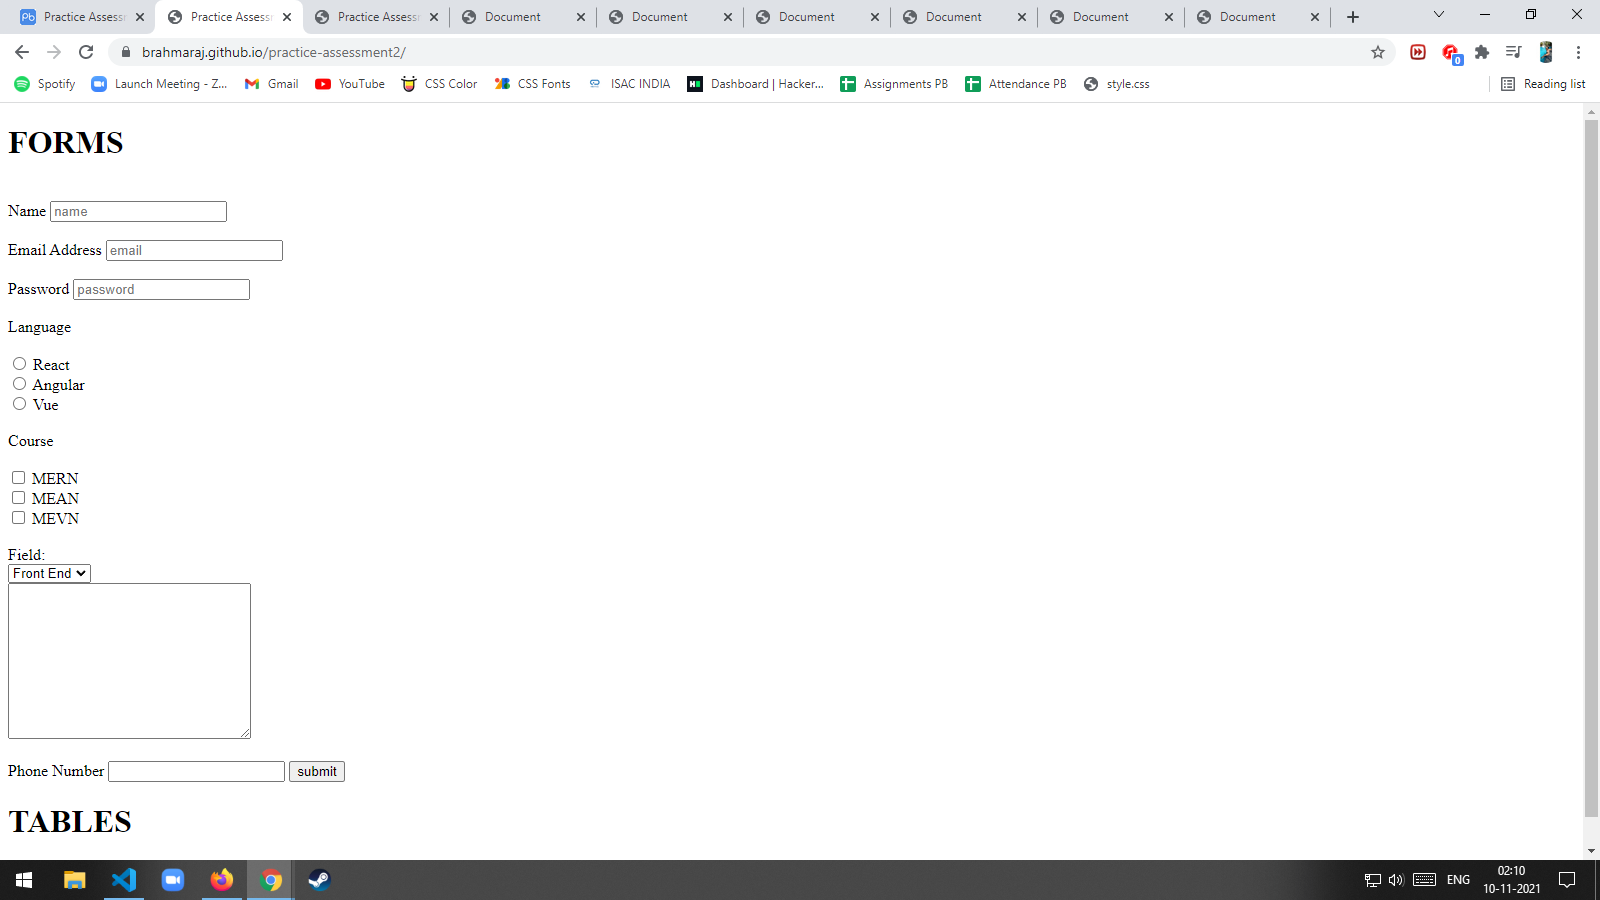 Practice Assess
Practice Assess
Practice Assess
Document
Document
Document
Document
Document
Document
brahmaraj.github.io/practice-assessment2/
0
Spotify
Launch Meeting - Z...
Gmail
YouTube
CSS Color
CSS Fonts
ISAC INDIA
Dashboard | Hacker...
Assignments PB
Attendance PB
style.css
Reading list
FORMS
Name name
Email Address email
Password password
Language
React
Angular
Vue
Course
MERN
MEAN
MEVN
Field:
Front End
Phone Number submit
TABLES
ENG
02:10
10-11-2021